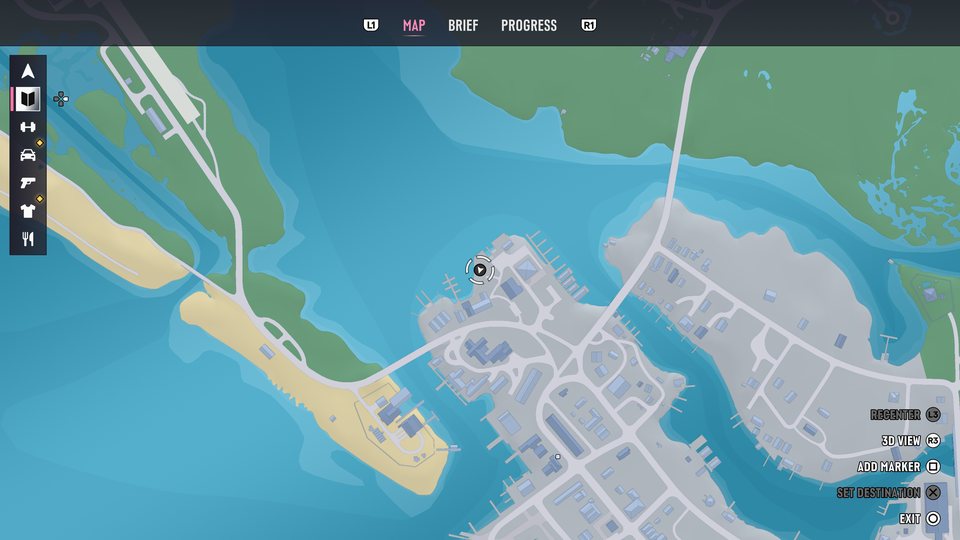 L1 MAP BRIEF PROGRESS R1
RECENTER L3
3D VIEW R3
ADD MARKER
SET DESTINATION
EXIT